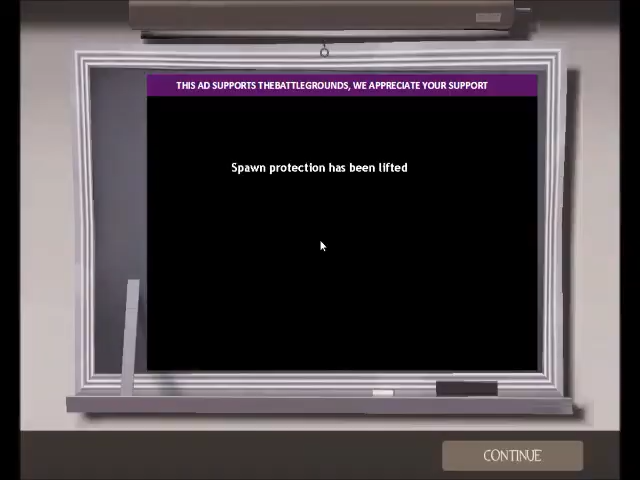 THIS AD SUPPORTS THEBATTLEGROUNDS, WE APPRECIATE YOUR SUPPORT
Spawn protection has been lifted
CONTINUE